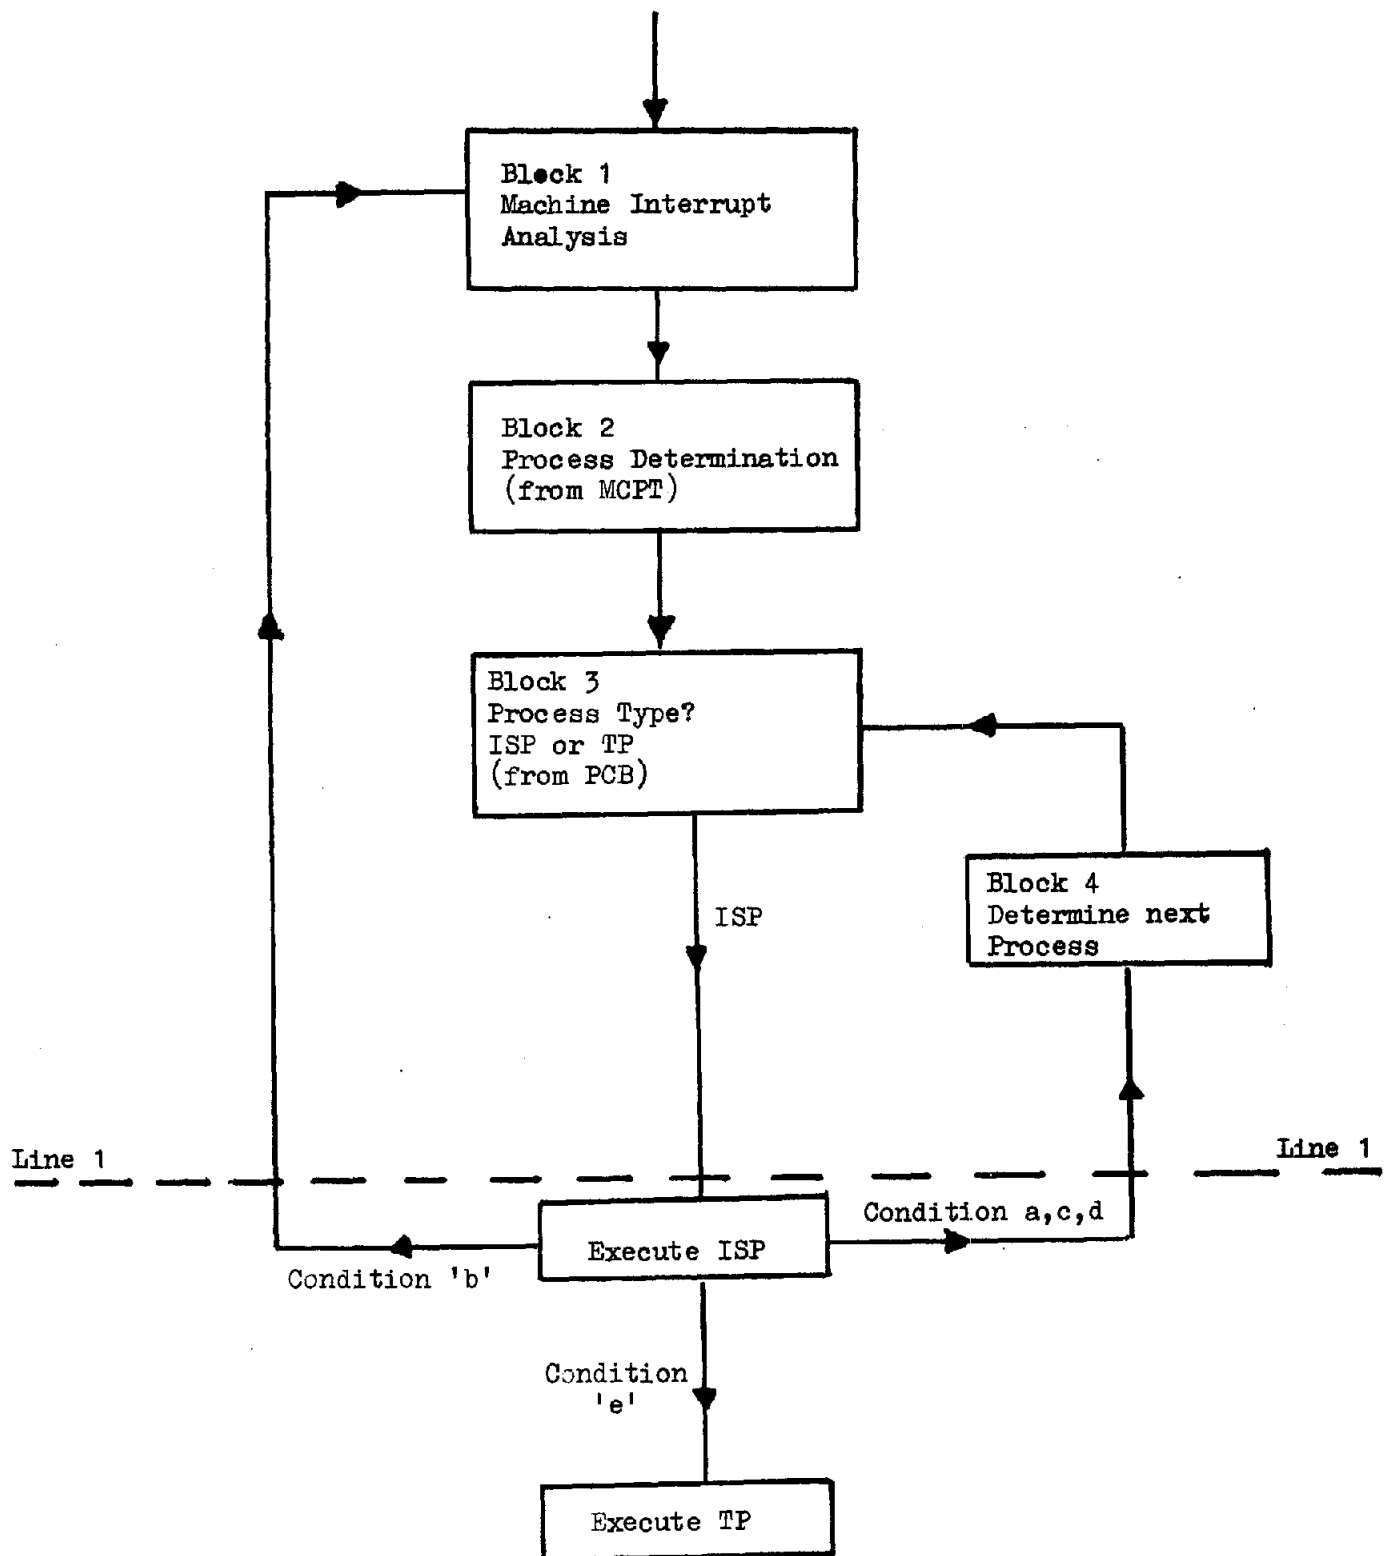 Block 1
Machine Interrupt
Analysis
Block 2
Process Determination
(from MCPT)
Block 3
Process Type?
ISP or TP
(from PCB)
Block 4
Determine next
Process
ISP
Line 1
Line 1
Condition a,c,d
Execute ISP
Condition 'b'
Condition
'e'
Execute TP